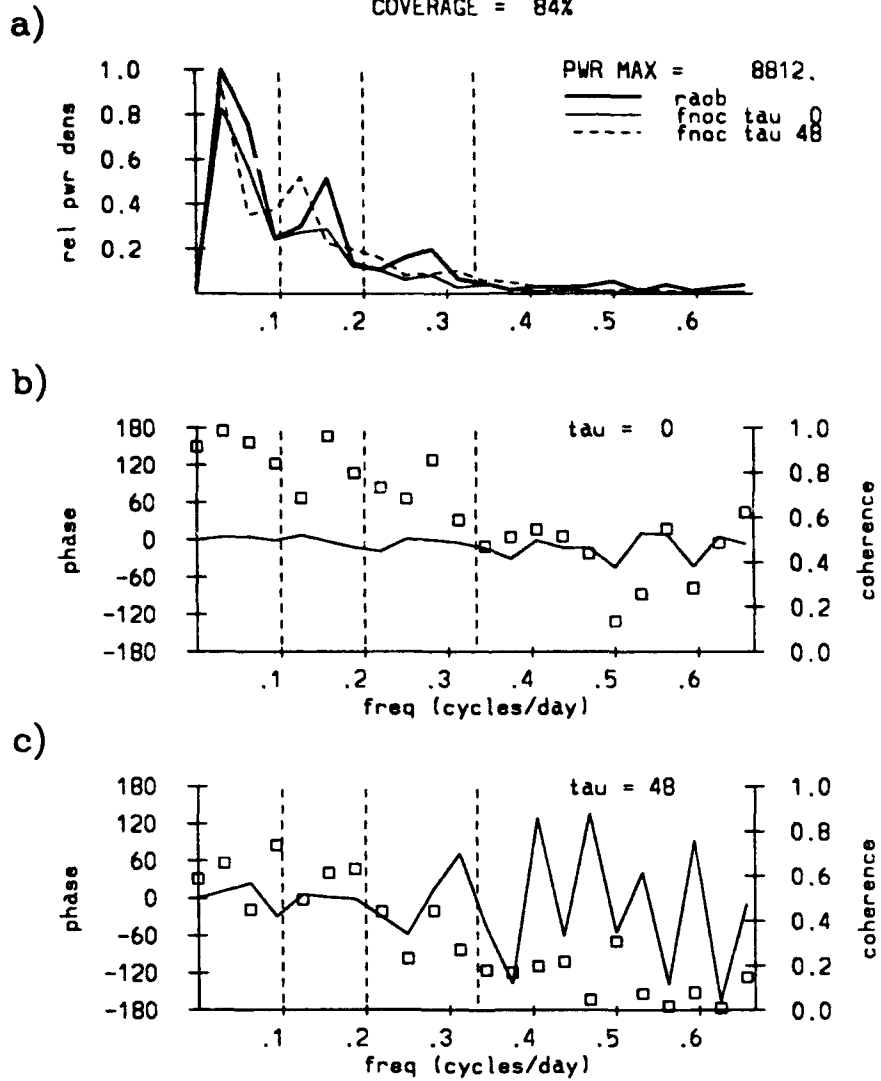 COVERAGE = 84%
a)
PWR MAX = 8812.
raob
fnoc tau 0
fnoc tau 48
rel pwr dens
1.0
0.8
0.6
0.4
0.2
.1 .2 .3 .4 .5 .6
b)
tau = 0
phase
180
120
60
0
-60
-120
-180
1.0
0.8
0.6
0.4
0.2
0.0
coherence
.1 .2 .3 .4 .5 .6
freq (cycles/day)
c)
tau = 48
phase
180
120
60
0
-60
-120
-180
1.0
0.8
0.6
0.4
0.2
0.0
coherence
.1 .2 .3 .4 .5 .6
freq (cycles/day)